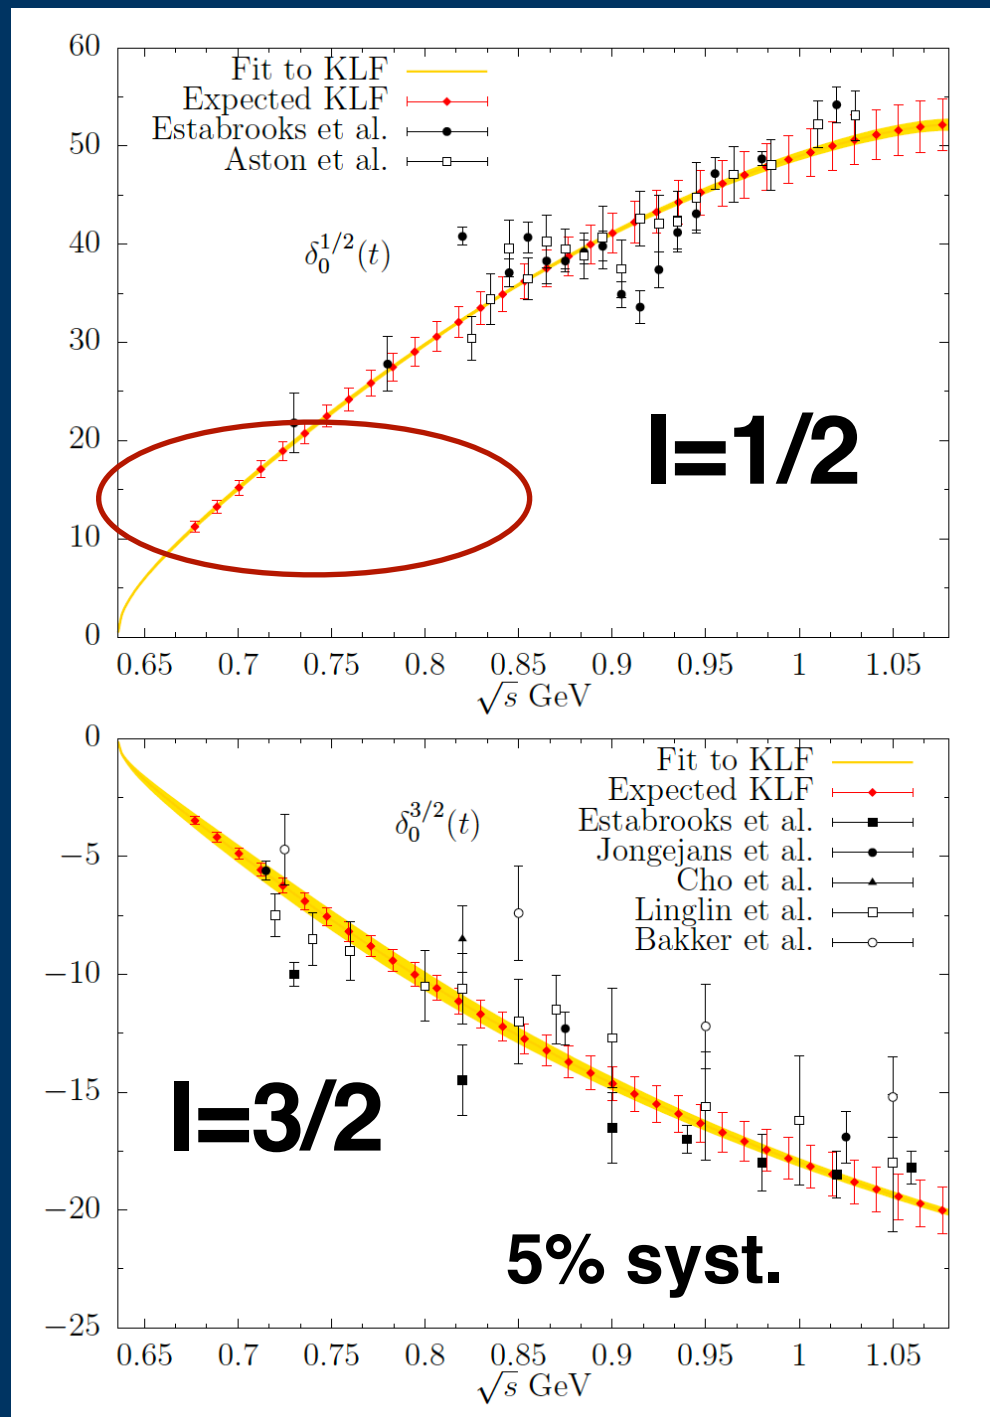 60
50
40
30
20
10
0
Fit to KLF
Expected KLF
Estabrooks et al.
Aston et al.
δ₀^{1/2}(t)
I=1/2
0.65 0.7 0.75 0.8 0.85 0.9 0.95 1 1.05
√s GeV
0
−5
−10
−15
−20
−25
Fit to KLF
Expected KLF
Estabrooks et al.
Jongejans et al.
Cho et al.
Linglin et al.
Bakker et al.
δ₀^{3/2}(t)
I=3/2
5% syst.
0.65 0.7 0.75 0.8 0.85 0.9 0.95 1 1.05
√s GeV